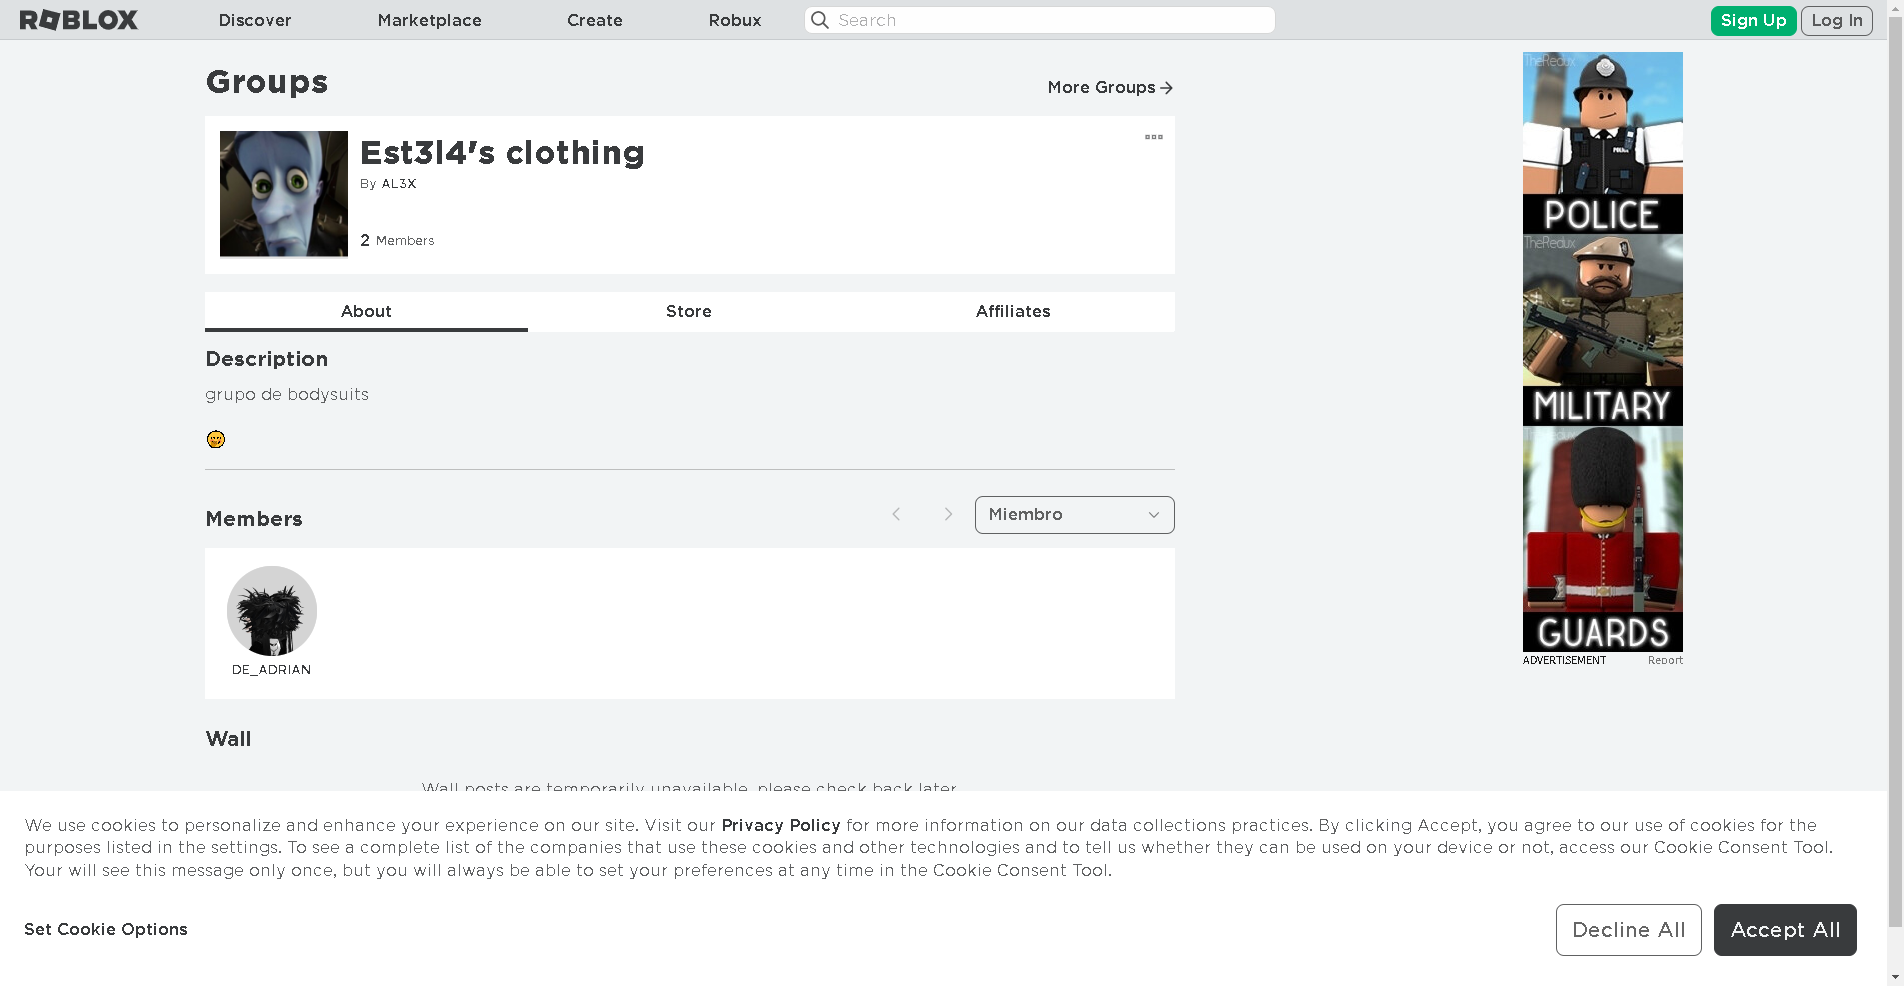 ROBLOX Discover Marketplace Create Robux Search Sign Up Log In
Groups
More Groups
Est3l4's clothing
By AL3X
2 Members
About Store Affiliates
Description
grupo de bodysuits
Members
Miembro
DE_ADRIAN
Wall
Wall posts are temporarily unavailable, please check back later.
TheRedux
POLICE
POLICE
TheRedux
MILITARY
TheRedux
GUARDS
ADVERTISEMENT Report
We use cookies to personalize and enhance your experience on our site. Visit our Privacy Policy for more information on our data collections practices. By clicking Accept, you agree to our use of cookies for the
purposes listed in the settings. To see a complete list of the companies that use these cookies and other technologies and to tell us whether they can be used on your device or not, access our Cookie Consent Tool.
Your will see this message only once, but you will always be able to set your preferences at any time in the Cookie Consent Tool.
Set Cookie Options
Decline All
Accept All